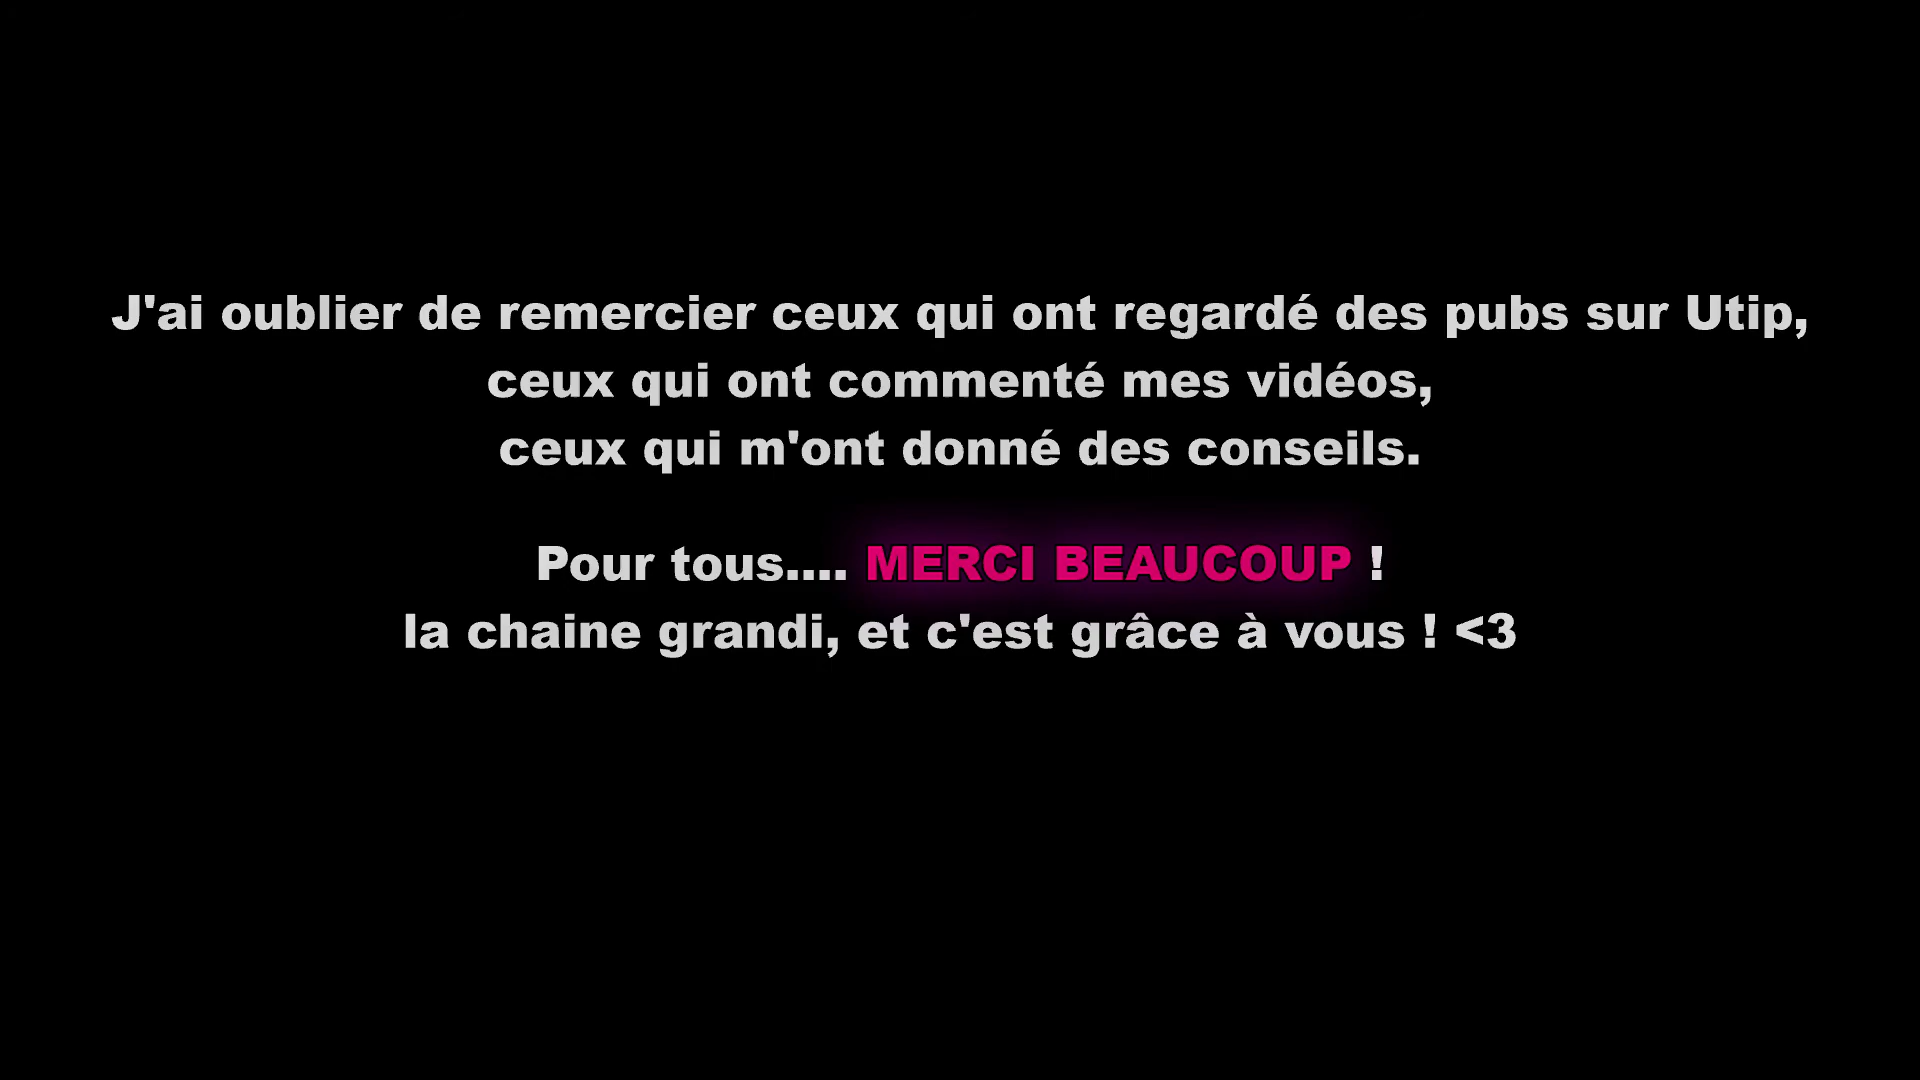 J'ai oublier de remercier ceux qui ont regardé des pubs sur Utip,
ceux qui ont commenté mes vidéos,
ceux qui m'ont donné des conseils.
Pour tous.... MERCI BEAUCOUP !
la chaine grandi, et c'est grâce à vous ! <3